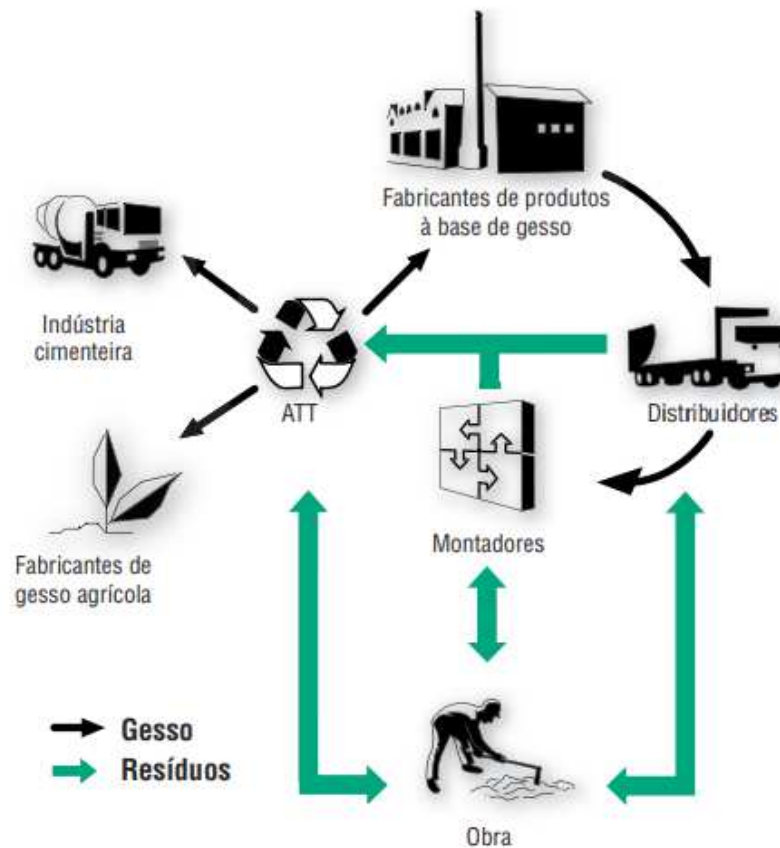 Fabricantes de produtos
à base de gesso
Indústria
cimenteira
ATT
Distribuidores
Fabricantes de
gesso agrícola
Montadores
Gesso
Resíduos
Obra